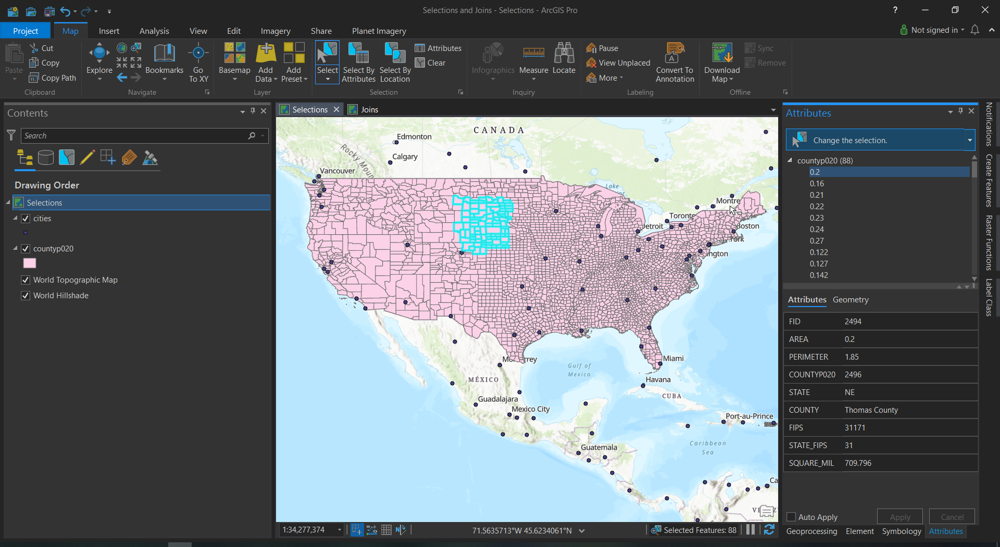 Selections and Joins - Selections - ArcGIS Pro
?
Project
Map
Insert
Analysis
View
Edit
Imagery
Share
Planet Imagery
Not signed in
Paste
Cut
Copy
Copy Path
Clipboard
Explore
Bookmarks
Go
To XY
Navigate
Basemap
Add
Data
Add
Preset
Layer
Select
Select By
Attributes
Select By
Location
Attributes
Clear
Selection
Infographics
Measure
Locate
Inquiry
Pause
View Unplaced
More
Convert To
Annotation
Labeling
Download
Map
Sync
Remove
Offline
Contents
Search
Drawing Order
Selections
cities
countyp020
World Topographic Map
World Hillshade
Selections
Joins
CANADA
Edmonton
Calgary
Rocky Moun
Vancouver
Lake
Montre
Toronto
Detroit
Boston
York
ington
Miami
Gulf of
Mexico
Monterrey
MÉXICO
Havana
CUBA
Guadalajara
Mexico City
Port-au-Prince
Guatemala
Caribbean
Sea
Ca
1:34,277,374
71.5635713°W 45.6234061°N
Selected Features: 88
Attributes
Change the selection.
countyp020 (88)
0.2
0.16
0.21
0.22
0.23
0.24
0.27
0.122
0.127
0.142
Attributes
Geometry
FID 2494
AREA 0.2
PERIMETER 1.85
COUNTYP020 2496
STATE NE
COUNTY Thomas County
FIPS 31171
STATE_FIPS 31
SQUARE_MIL 709.796
Auto Apply
Apply
Cancel
Geoprocessing
Element
Symbology
Attributes
Notifications
Create Features
Raster Functions
Label Class